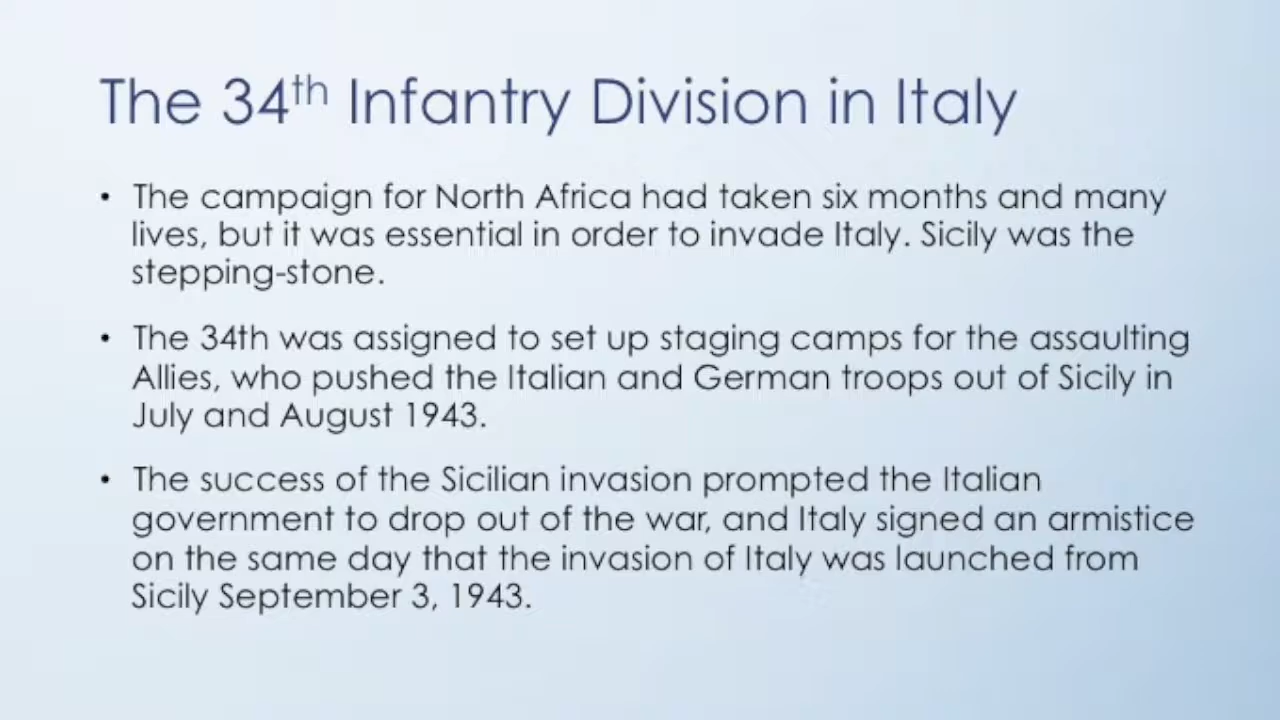 The 34th Infantry Division in Italy
• The campaign for North Africa had taken six months and many
lives, but it was essential in order to invade Italy. Sicily was the
stepping-stone.
• The 34th was assigned to set up staging camps for the assaulting
Allies, who pushed the Italian and German troops out of Sicily in
July and August 1943.
• The success of the Sicilian invasion prompted the Italian
government to drop out of the war, and Italy signed an armistice
on the same day that the invasion of Italy was launched from
Sicily September 3, 1943.